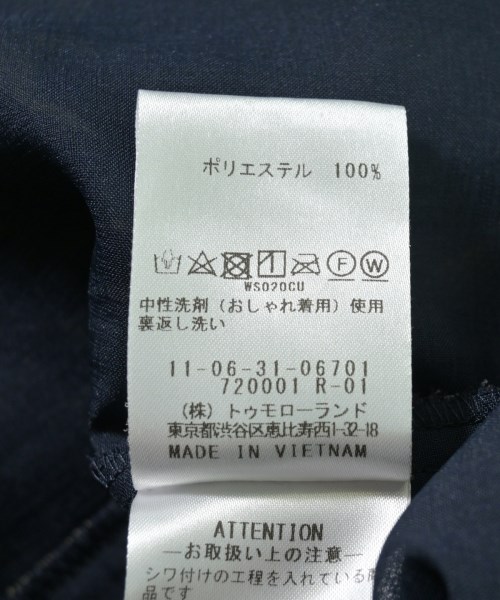 ポリエステル 100%
F W
WS020CU
中性洗剤（おしゃれ着用）使用
裏返し洗い
11-06-31-06701
720001 R-01
（株）トゥモローランド
東京都渋谷区恵比寿西1-32-18
MADE IN VIETNAM
ATTENTION
―お取扱い上の注意―
シワ付けの工程を入れている商
品です